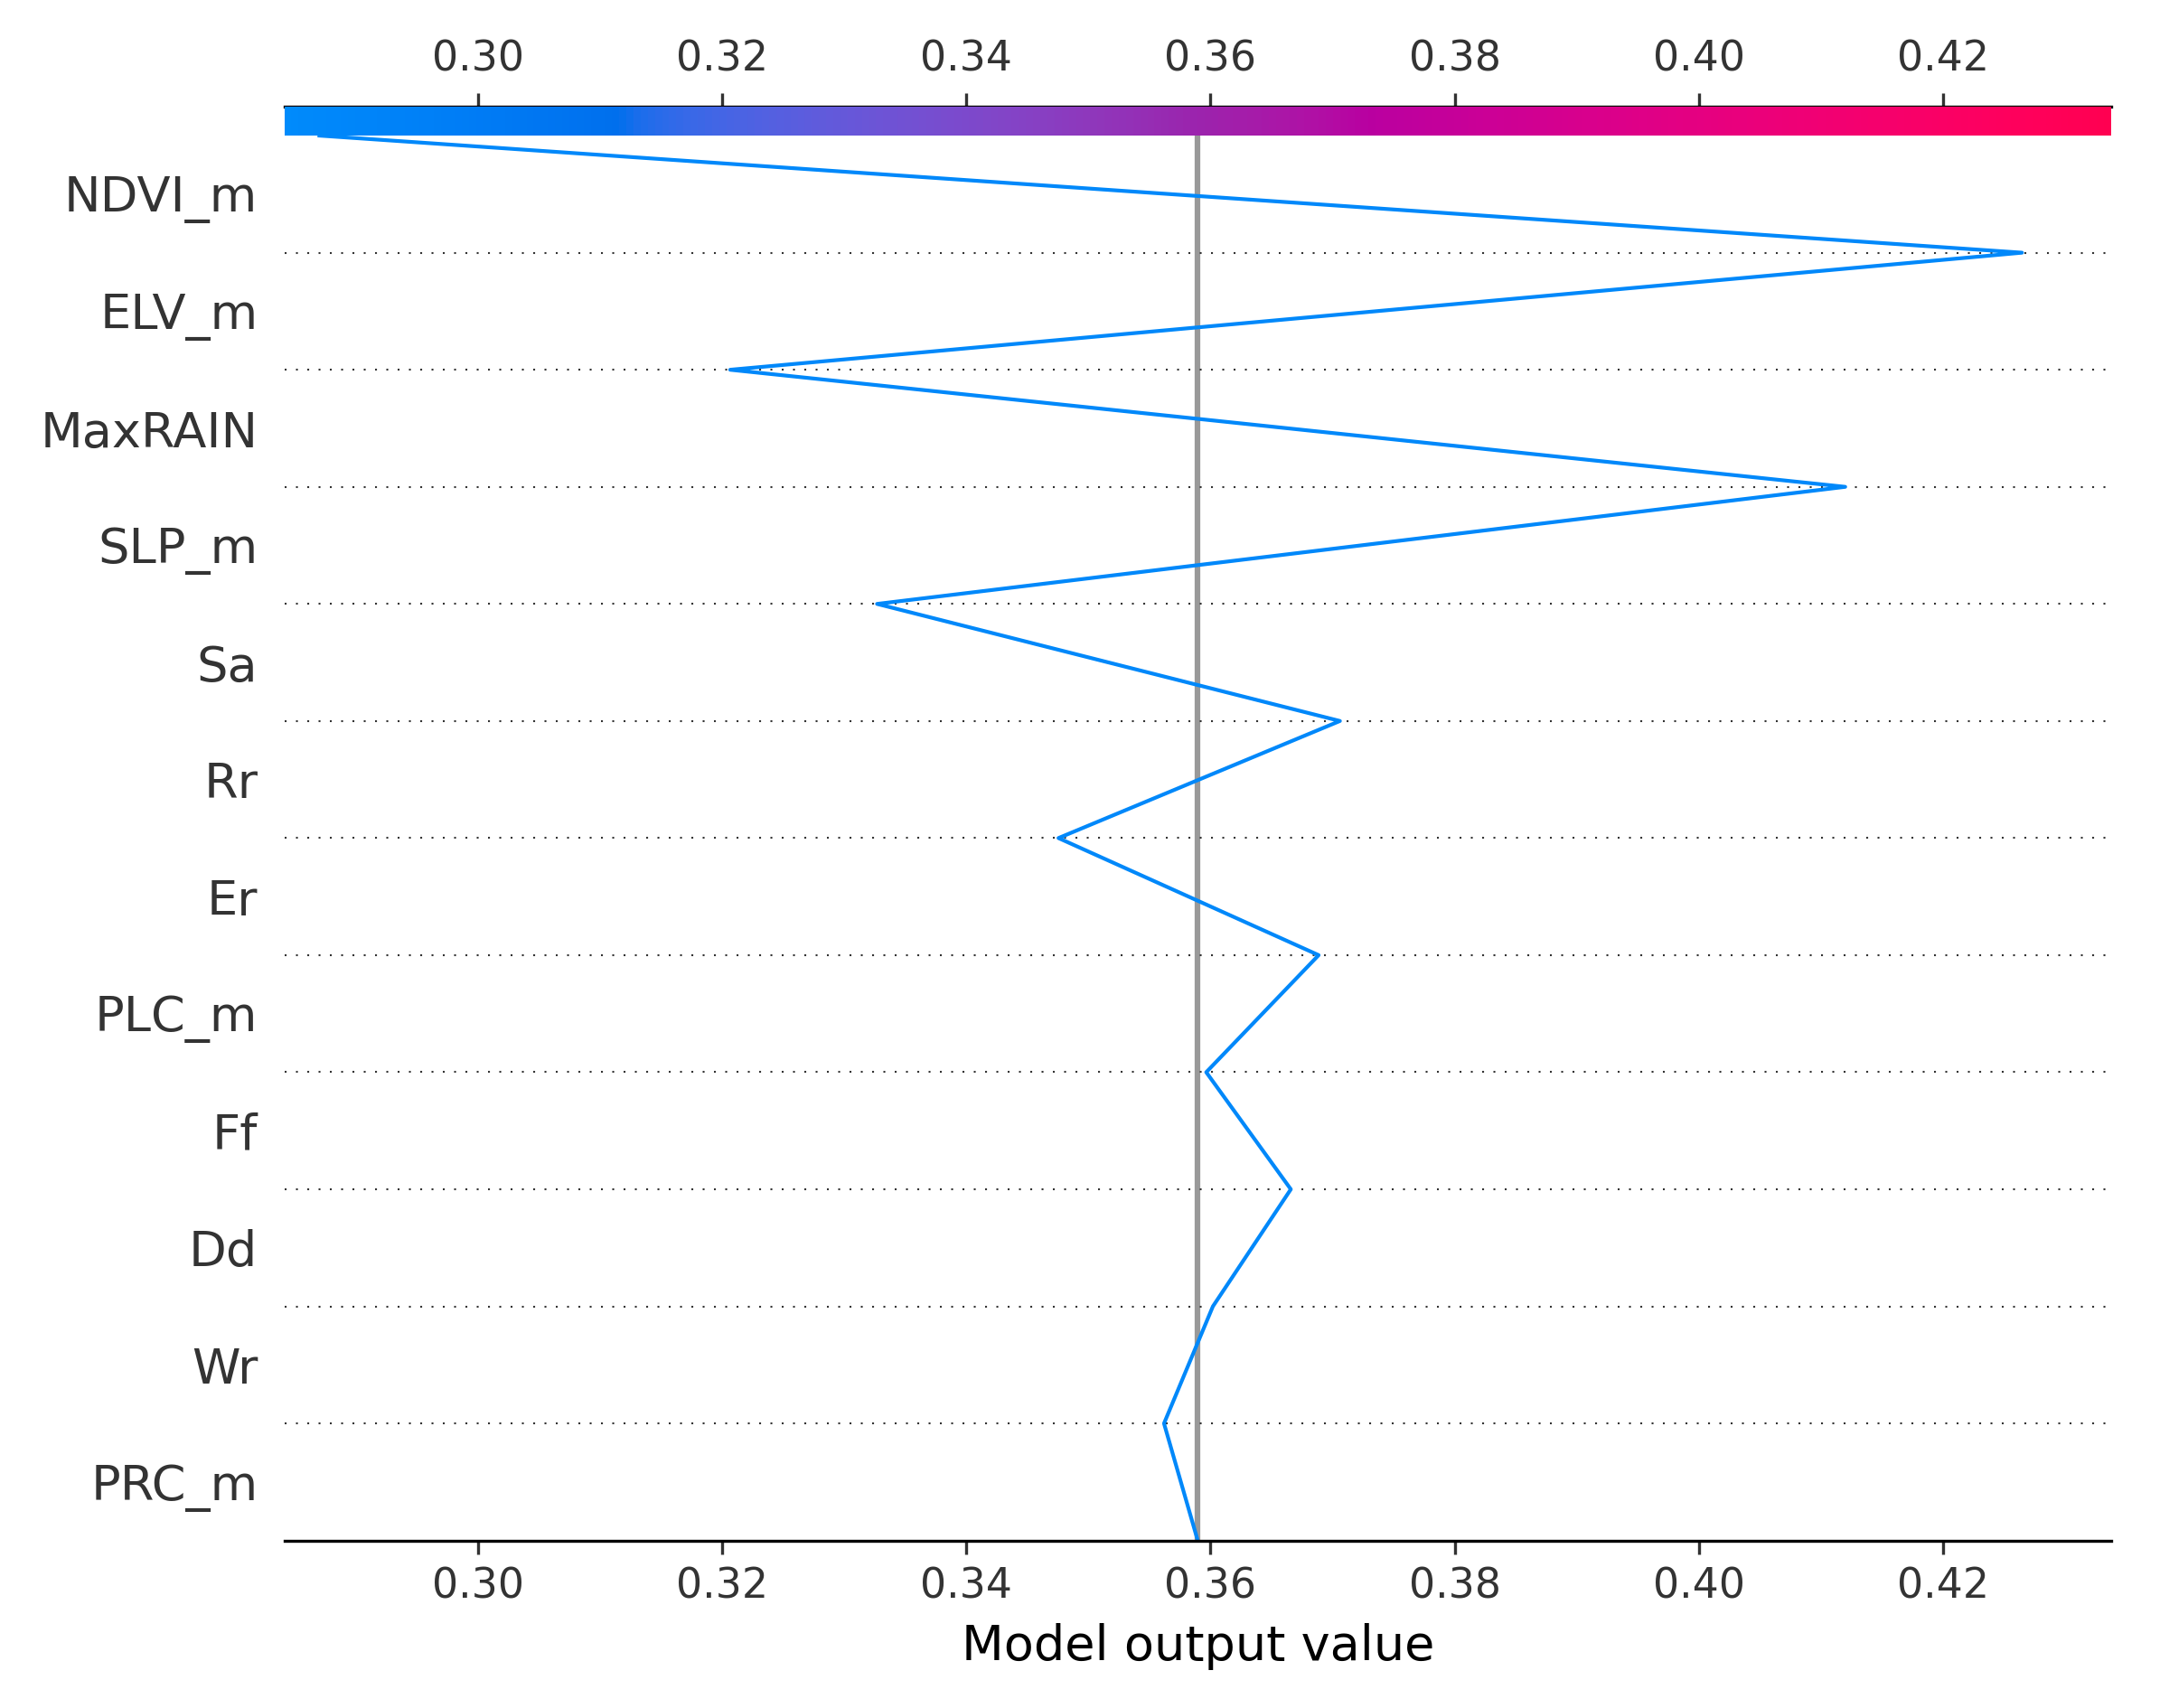 0.30 0.32 0.34 0.36 0.38 0.40 0.42
NDVI_m
ELV_m
MaxRAIN
SLP_m
Sa
Rr
Er
PLC_m
Ff
Dd
Wr
PRC_m
0.30 0.32 0.34 0.36 0.38 0.40 0.42
Model output value